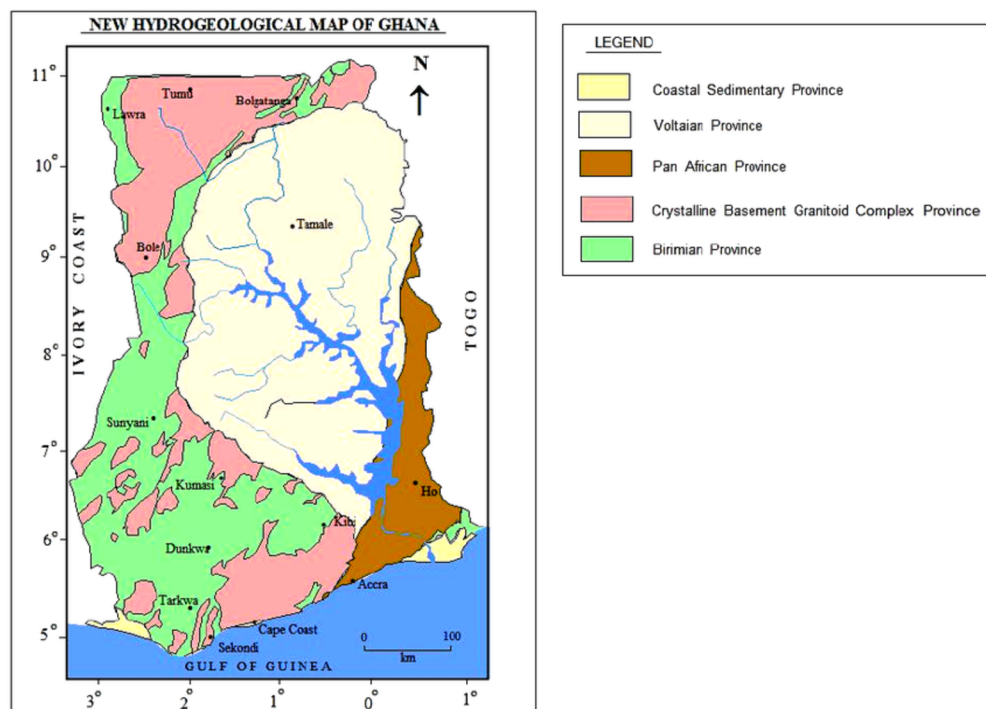 NEW HYDROGEOLOGICAL MAP OF GHANA
N
11°
10°
9°
8°
7°
6°
5°
3°
2°
1°
0°
1°
IVORY COAST
TOGO
GULF OF GUINEA
Tumu
Bolgatanga
Lawra
Tamale
Bole
Sunyani
Kumasi
Ho
Kibi
Dunkwa
Accra
Tarkwa
Cape Coast
Sekondi
0 100
km
LEGEND
Coastal Sedimentary Province
Voltaian Province
Pan African Province
Crystalline Basement Granitoid Complex Province
Birimian Province